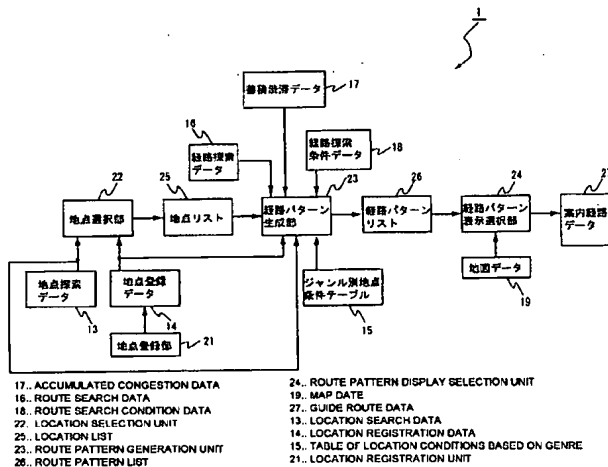 1
蓄積渋滞データ
17
16
経路探索
データ
経路探索
条件データ
18
22
25
23
26
24
27
地点選択部
地点リスト
経路パターン
生成部
経路パターン
リスト
経路パターン
表示選択部
案内経路
データ
地点探索
データ
13
地点登録
データ
14
ジャンル別地点
条件テーブル
15
地図データ
19
地点登録部
21
17.. ACCUMULATED CONGESTION DATA
16.. ROUTE SEARCH DATA
18.. ROUTE SEARCH CONDITION DATA
22.. LOCATION SELECTION UNIT
25.. LOCATION LIST
23.. ROUTE PATTERN GENERATION UNIT
26.. ROUTE PATTERN LIST
24.. ROUTE PATTERN DISPLAY SELECTION UNIT
19.. MAP DATE
27.. GUIDE ROUTE DATA
13.. LOCATION SEARCH DATA
14.. LOCATION REGISTRATION DATA
15.. TABLE OF LOCATION CONDITIONS BASED ON GENRE
21.. LOCATION REGISTRATION UNIT